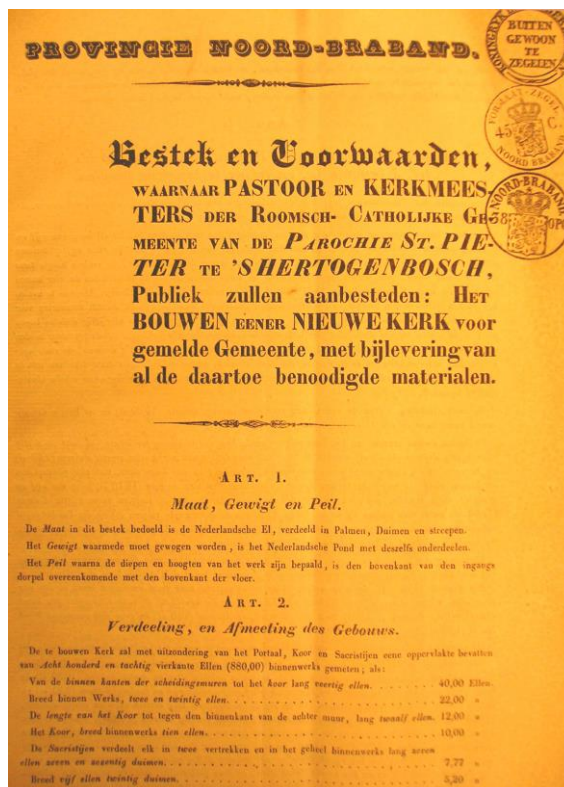 PROVINGIE NOORD-BRABAND.
BUITEN
GEWOON
TE
ZEGELEN
45 C.
NOORD BRABAND
NOORD-BRABAND
38
Bestek en Voorwaarden,
WAARNAAR PASTOOR EN KERKMEES-
TERS DER ROOMSCH- CATHOLIJKE GE-
MEENTE VAN DE PAROCHIE ST. PIE-
TER TE 'SHERTOGENBOSCH,
Publiek zullen aanbesteden: HET
BOUWEN EENER NIEUWE KERK voor
gemelde Gemeente, met bijlevering van
al de daartoe benoodigde materialen.
ART. 1.
Maat, Gewigt en Peil.
De Maat in dit bestek bedoeld is de Nederlandsche El, verdeeld in Palmen, Duimen en streepen.
Het Gewigt waarmede moet gewogen worden, is het Nederlandsche Pond met deszelfs onderdeelen.
Het Peil waarna de diepen en hoogten van het werk zijn bepaald, is den bovenkant van den ingangs
dorpel overeenkomende met den bovenkant der vloer.
ART. 2.
Verdeeling, en Afmeeting des Gebouws.
De te bouwen Kerk zal met uitzondering van het Portaal, Koor en Sacristijen eene oppervlakte bevatten
van Acht honderd en tachtig vierkante Ellen (880,00) binnenwerks gemeten; als:
Van de binnen kanten der scheidingsmuren tot het koor lang veertig ellen. . . . . . . . 40,00 Ellen.
Breed binnen Werks, twee en twintig ellen. . . . . . . . . . 22,00 »
De lengte van het Koor tot tegen den binnenkant van de achter muur, lang twaalf ellen. 12,00 »
Het Koor, breed binnenwerks tien ellen. . . . . . . . . . 10,00 »
De Sacristijen verdeelt elk in twee vertrekken en in het geheel binnenwerks lang zeven
ellen zeven en zeventig duimen. . . . . . . . . . 7,77 »
Breed vijf ellen twintig duimen. . . . . . . . . . 5,20 »